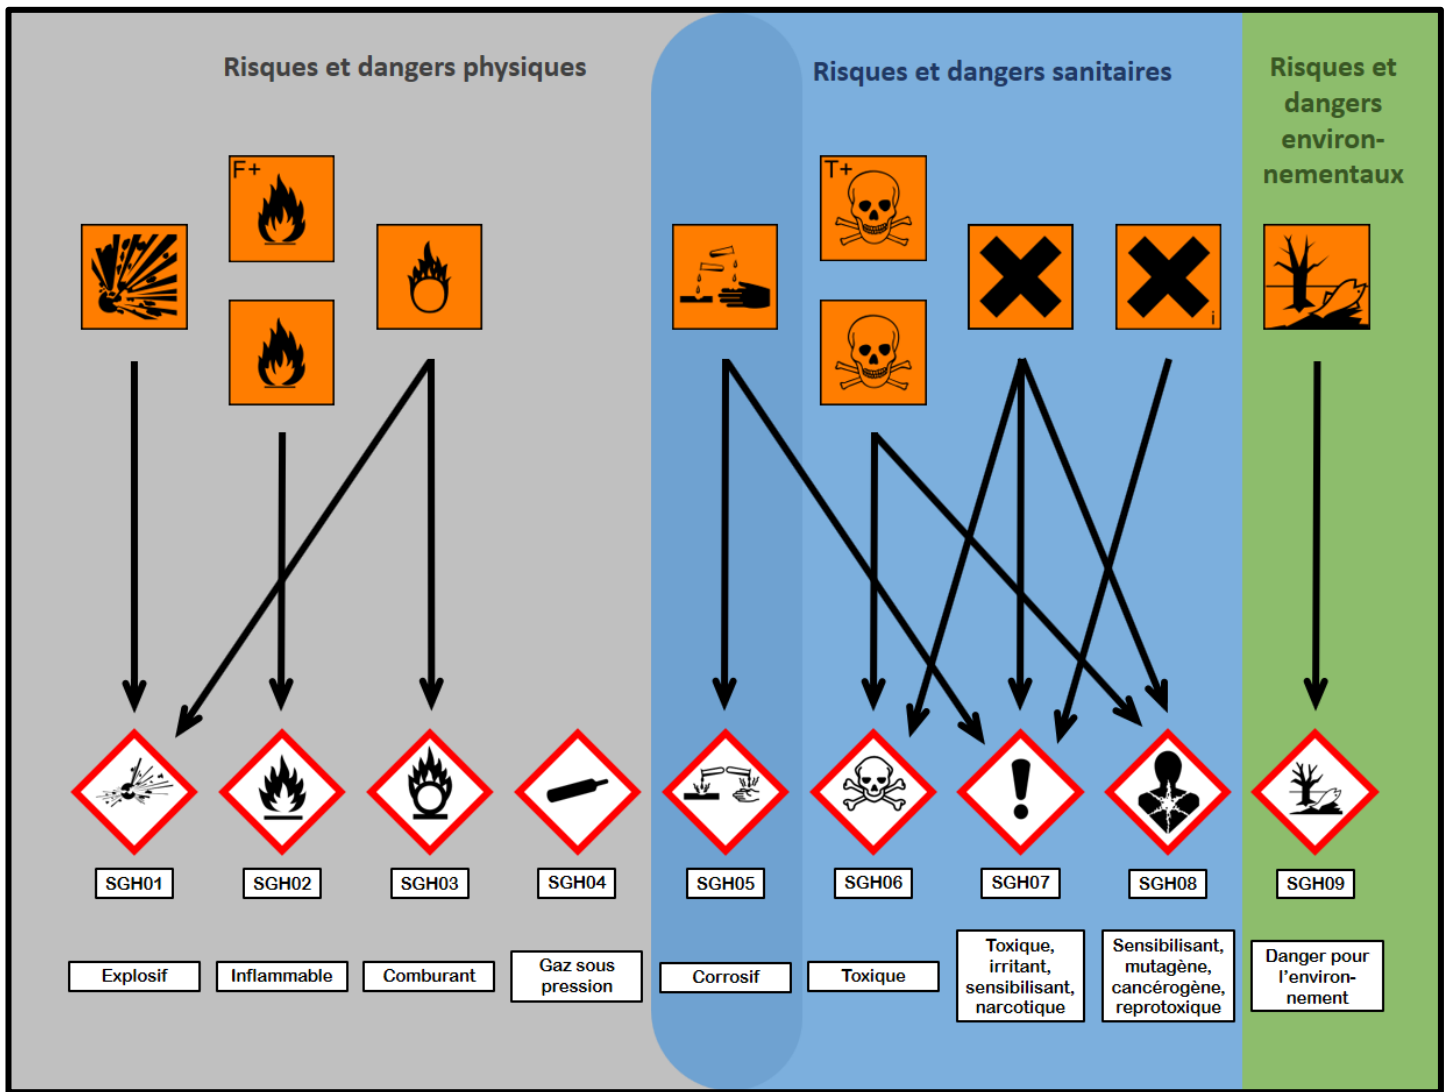 Risques et dangers physiques
Risques et dangers sanitaires
Risques et
dangers
environ-
nementaux
F+
T+
i
SGH01
SGH02
SGH03
SGH04
SGH05
SGH06
SGH07
SGH08
SGH09
Explosif
Inflammable
Comburant
Gaz sous
pression
Corrosif
Toxique
Toxique,
irritant,
sensibilisant,
narcotique
Sensibilisant,
mutagène,
cancérogène,
reprotoxique
Danger pour
l’environ-
nement